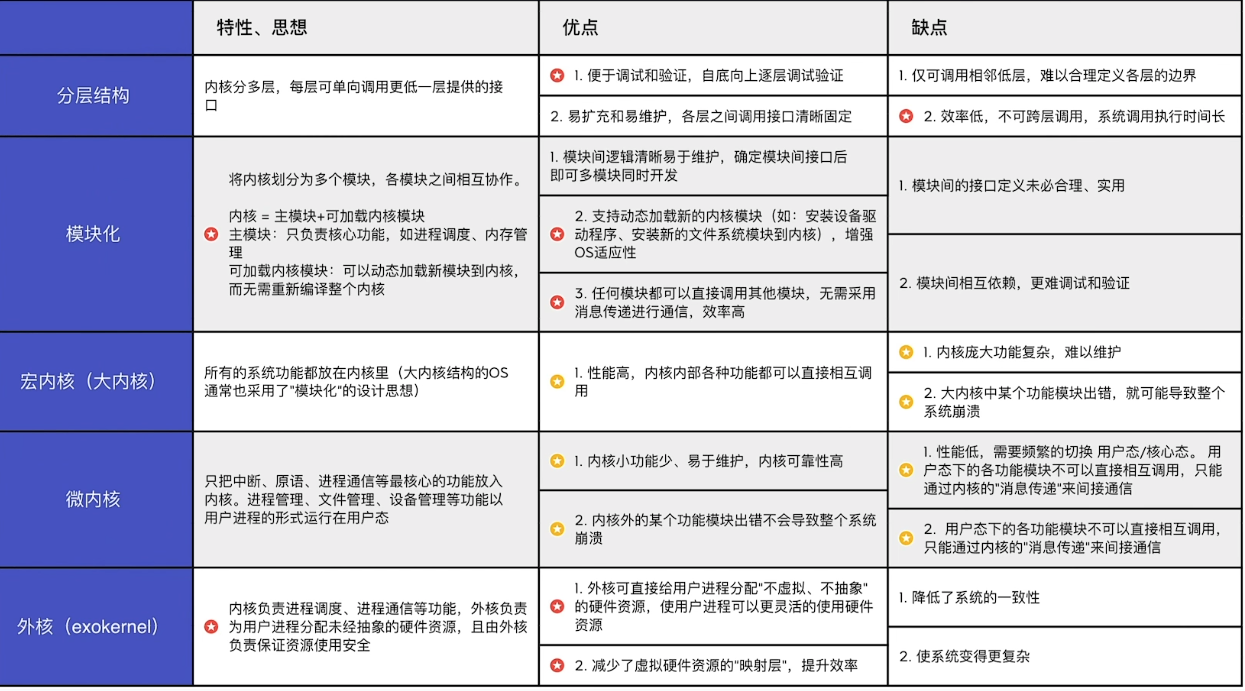 特性、思想
优点
缺点
分层结构
内核分多层，每层可单向调用更低一层提供的接
口
1. 便于调试和验证，自底向上逐层调试验证
2. 易扩充和易维护，各层之间调用接口清晰固定
1. 仅可调用相邻低层，难以合理定义各层的边界
2. 效率低，不可跨层调用，系统调用执行时间长
模块化
将内核划分为多个模块，各模块之间相互协作。
内核 = 主模块+可加载内核模块
主模块：只负责核心功能，如进程调度、内存管
理
可加载内核模块：可以动态加载新模块到内核，
而无需重新编译整个内核
1. 模块间逻辑清晰易于维护，确定模块间接口后
即可多模块同时开发
2. 支持动态加载新的内核模块（如：安装设备驱
动程序、安装新的文件系统模块到内核），增强
OS适应性
3. 任何模块都可以直接调用其他模块，无需采用
消息传递进行通信，效率高
1. 模块间的接口定义未必合理、实用
2. 模块间相互依赖，更难调试和验证
宏内核（大内核）
所有的系统功能都放在内核里（大内核结构的OS
通常也采用了"模块化"的设计思想）
1. 性能高，内核内部各种功能都可以直接相互调
用
1. 内核庞大功能复杂，难以维护
2. 大内核中某个功能模块出错，就可能导致整个
系统崩溃
微内核
只把中断、原语、进程通信等最核心的功能放入
内核。进程管理、文件管理、设备管理等功能以
用户进程的形式运行在用户态
1. 内核小功能少、易于维护，内核可靠性高
2. 内核外的某个功能模块出错不会导致整个系统
崩溃
1. 性能低，需要频繁的切换 用户态/核心态。 用
户态下的各功能模块不可以直接相互调用，只能
通过内核的"消息传递"来间接通信
2. 用户态下的各功能模块不可以直接相互调用，
只能通过内核的"消息传递"来间接通信
外核（exokernel）
内核负责进程调度、进程通信等功能，外核负责
为用户进程分配未经抽象的硬件资源，且由外核
负责保证资源使用安全
1. 外核可直接给用户进程分配"不虚拟、不抽象"
的硬件资源，使用户进程可以更灵活的使用硬件
资源
2. 减少了虚拟硬件资源的"映射层"，提升效率
1. 降低了系统的一致性
2. 使系统变得更复杂